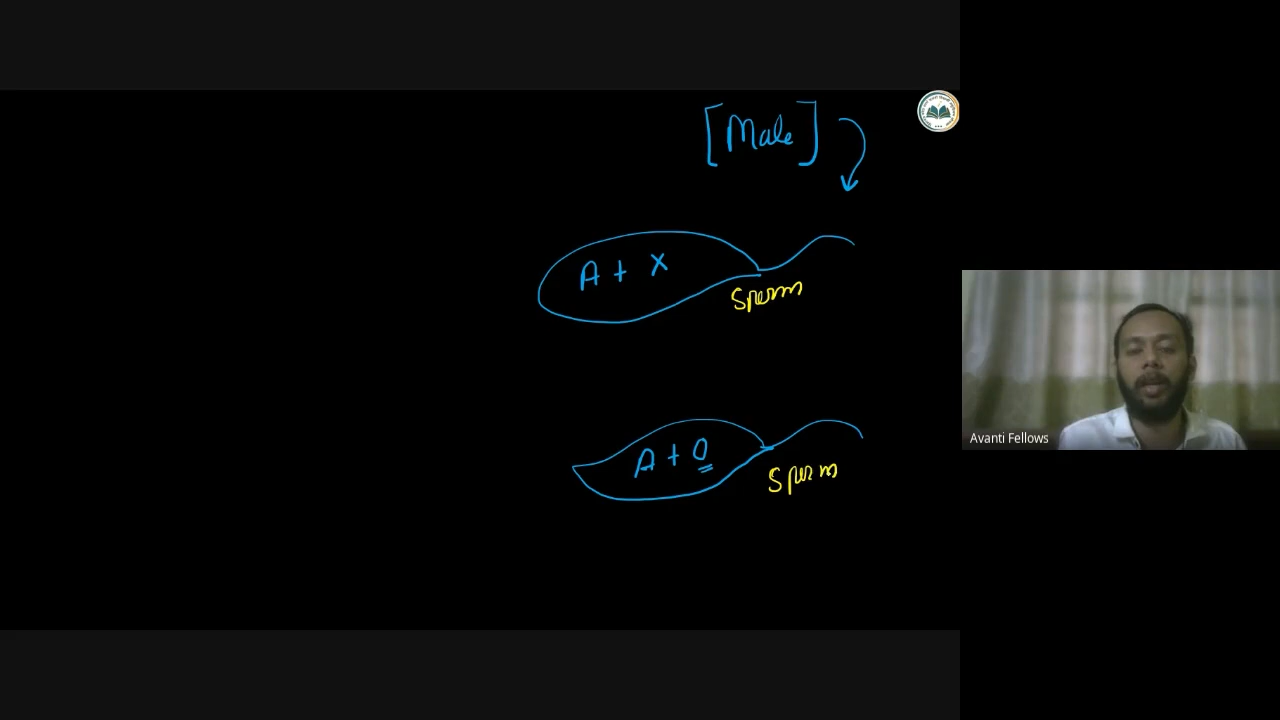 [Male]
A + X
Sperm
A + O
Sperm
Avanti Fellows